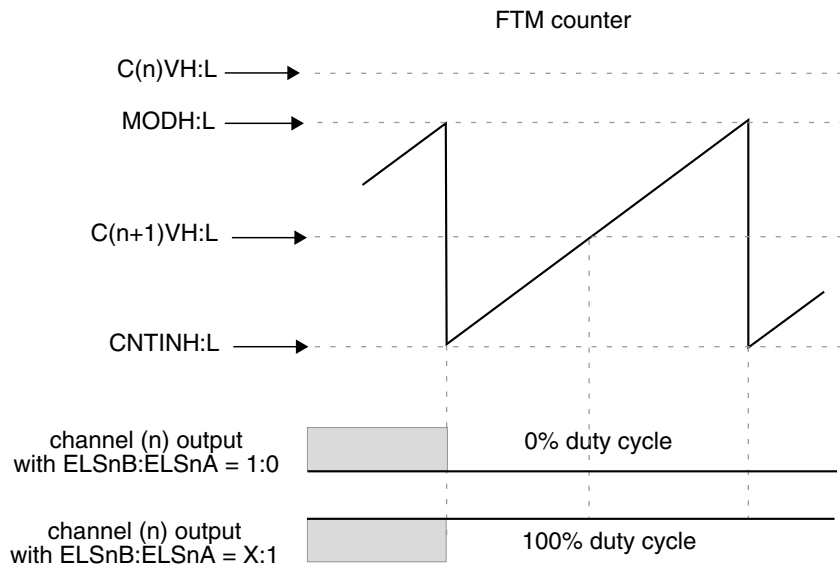 FTM counter
C(n)VH:L
MODH:L
C(n+1)VH:L
CNTINH:L
channel (n) output
with ELSnB:ELSnA = 1:0
0% duty cycle
channel (n) output
with ELSnB:ELSnA = X:1
100% duty cycle